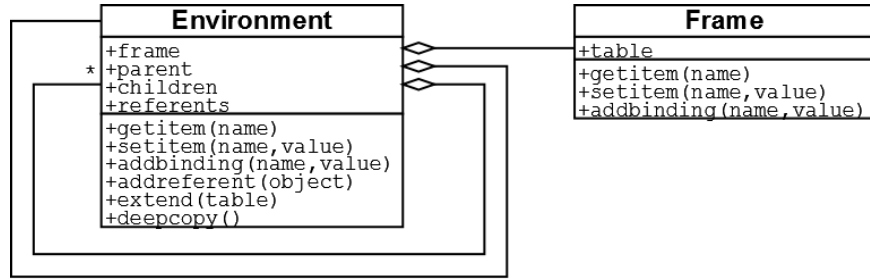 Environment
+frame
+parent
*
+children
+referents
+getitem(name)
+setitem(name,value)
+addbinding(name,value)
+addreferent(object)
+extend(table)
+deepcopy()
Frame
+table
+getitem(name)
+setitem(name,value)
+addbinding(name,value)